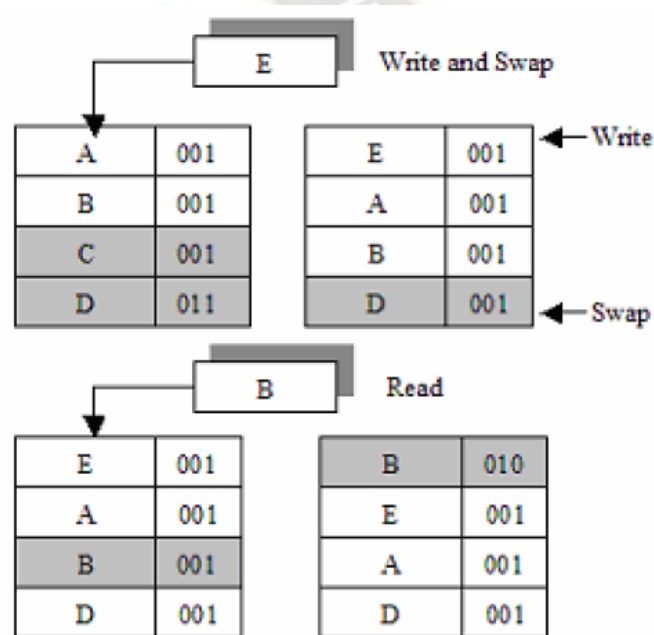 E Write and Swap
A 001 E 001 Write
B 001 A 001
C 001 B 001
D 011 D 001 Swap
B Read
E 001 B 010
A 001 E 001
B 001 A 001
D 001 D 001